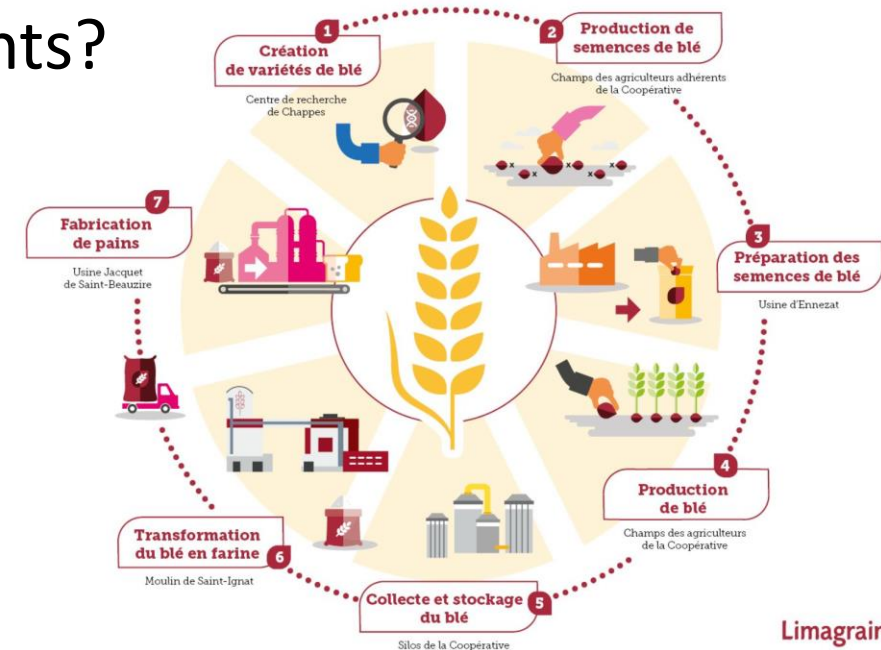 1
Création
de variétés de blé
Centre de recherche
de Chappes
2
Production de
semences de blé
Champs des agriculteurs adhérents
de la Coopérative
3
Préparation des
semences de blé
Usine d'Ennezat
4
Production
de blé
Champs des agriculteurs
de la Coopérative
5
Collecte et stockage
du blé
Silos de la Coopérative
6
Transformation
du blé en farine
Moulin de Saint-Ignat
7
Fabrication
de pains
Usine Jacquet
de Saint-Beauzire
Limagrain